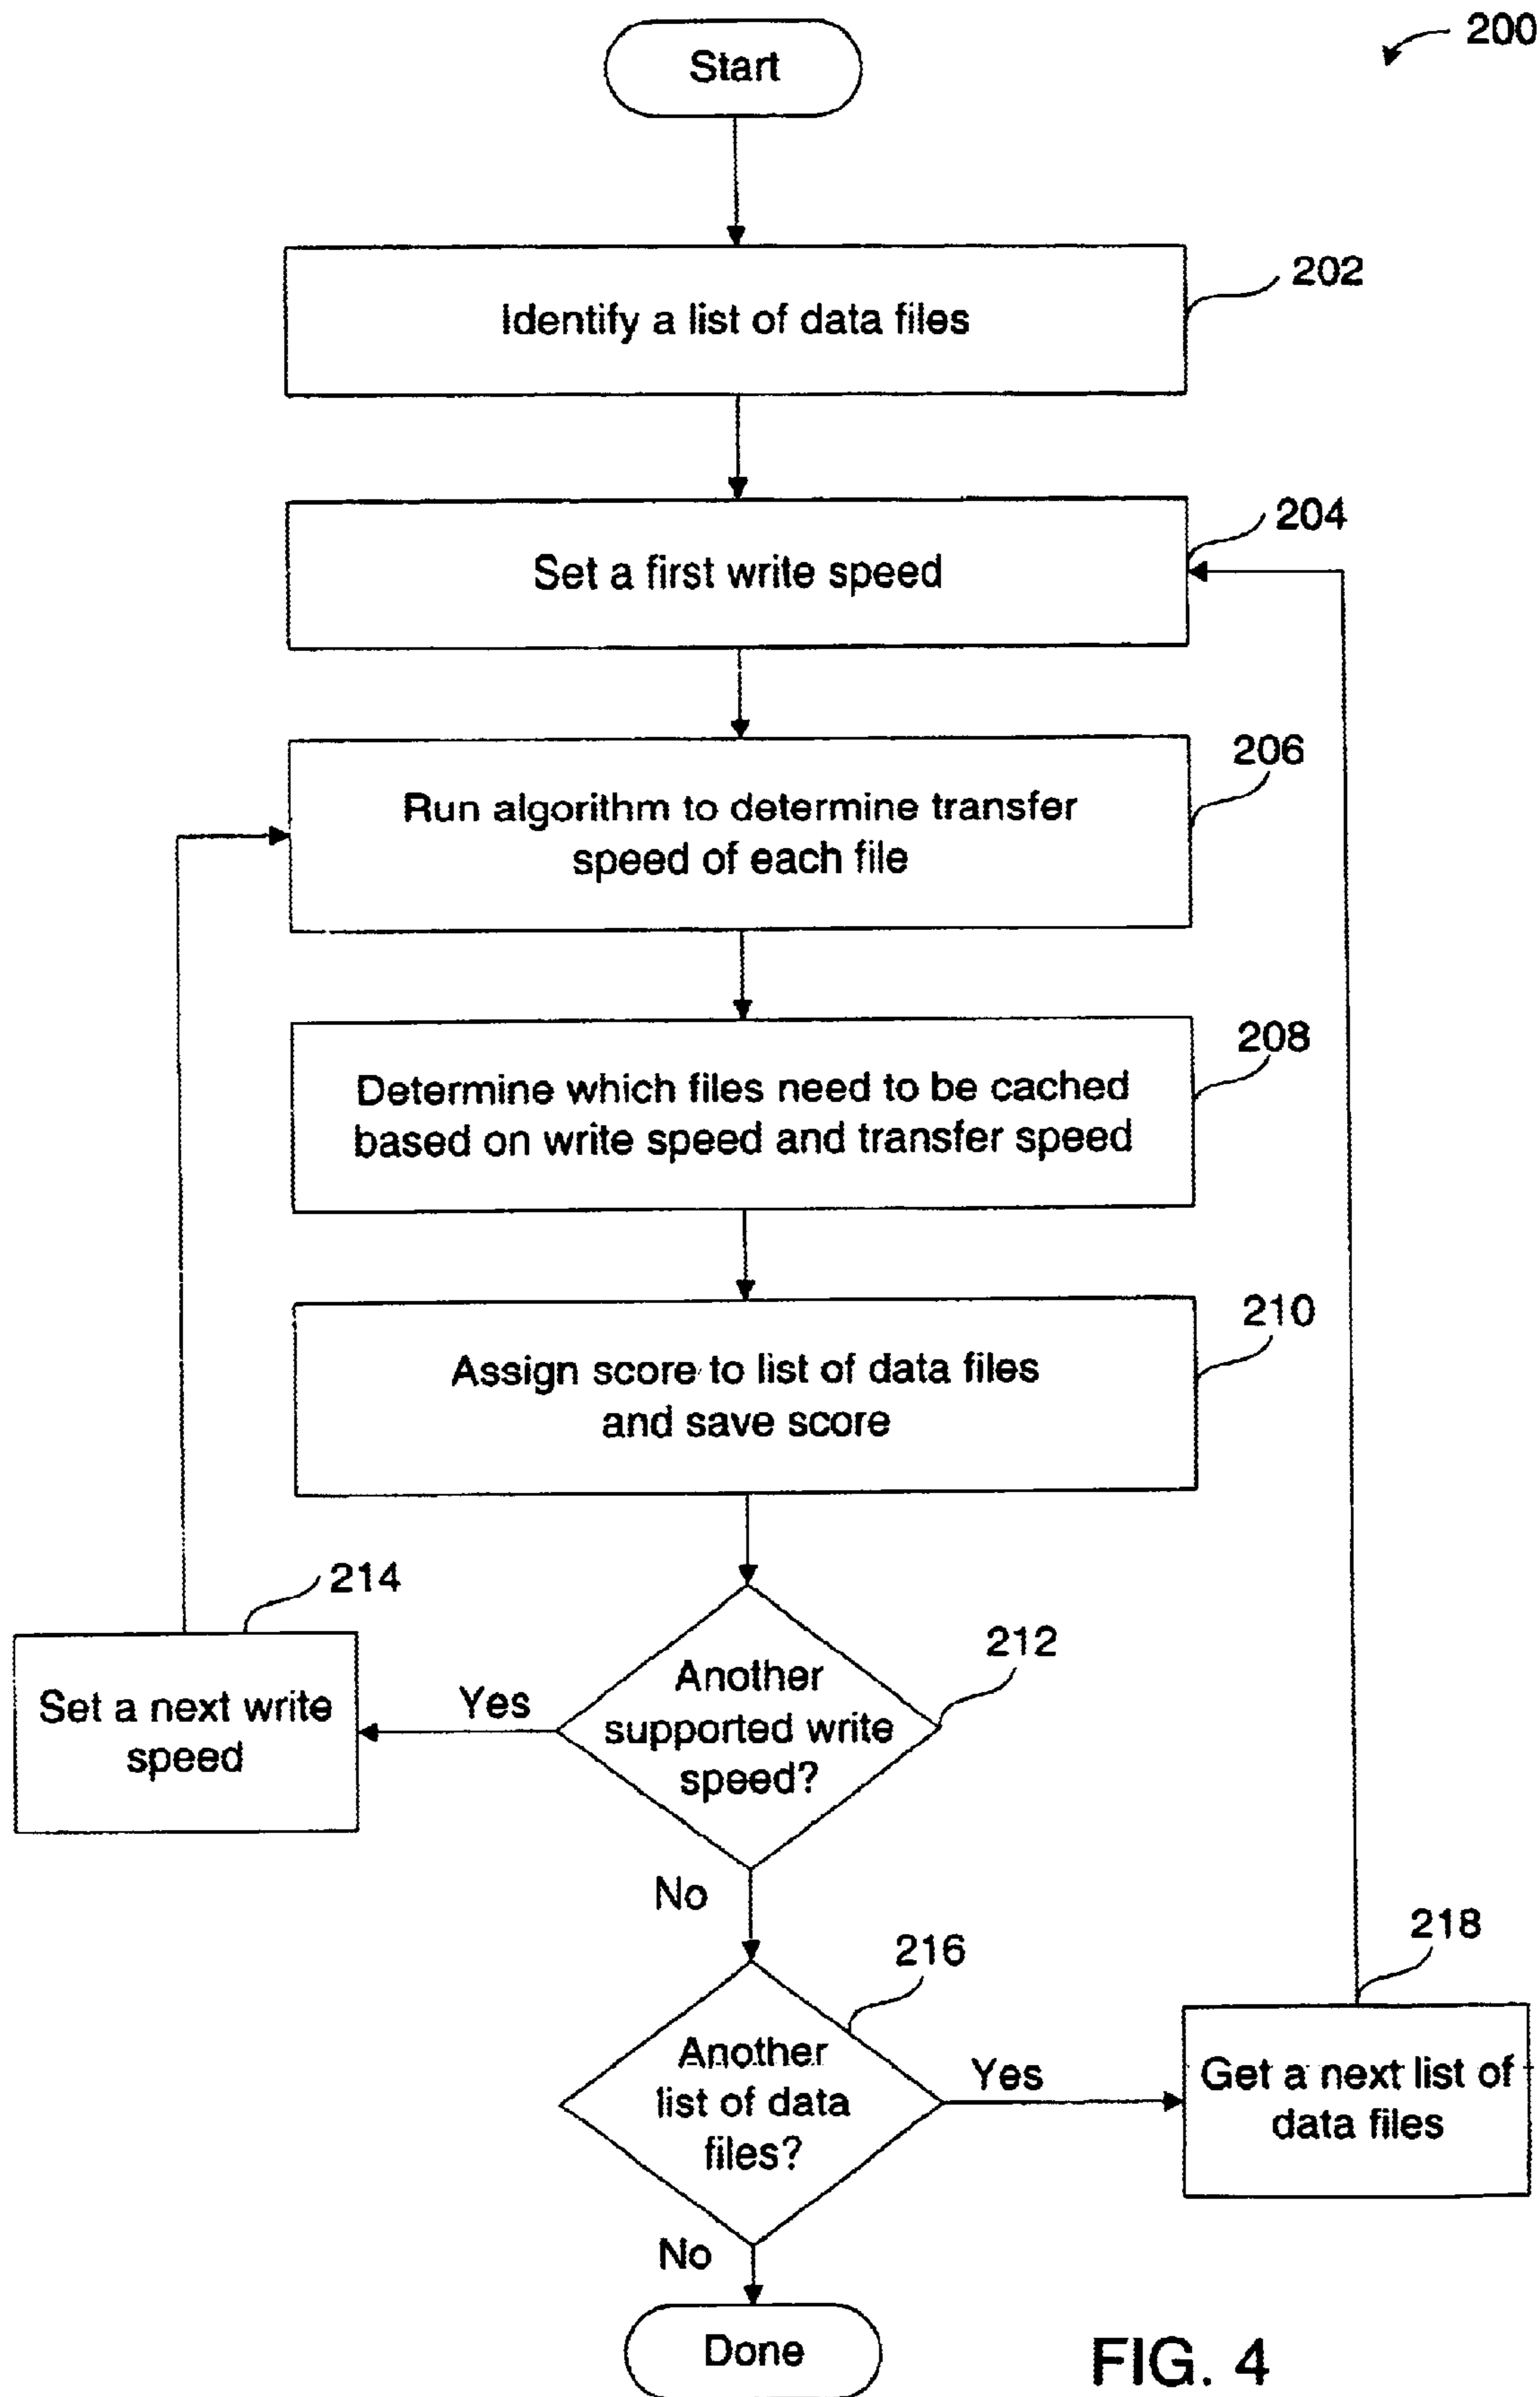 200
Start
202
Identify a list of data files
204
Set a first write speed
206
Run algorithm to determine transfer
speed of each file
208
Determine which files need to be cached
based on write speed and transfer speed
210
Assign score to list of data files
and save score
212
Another
supported write
speed?
Yes
214
Set a next write
speed
No
216
Another
list of data
files?
Yes
218
Get a next list of
data files
No
Done
FIG. 4